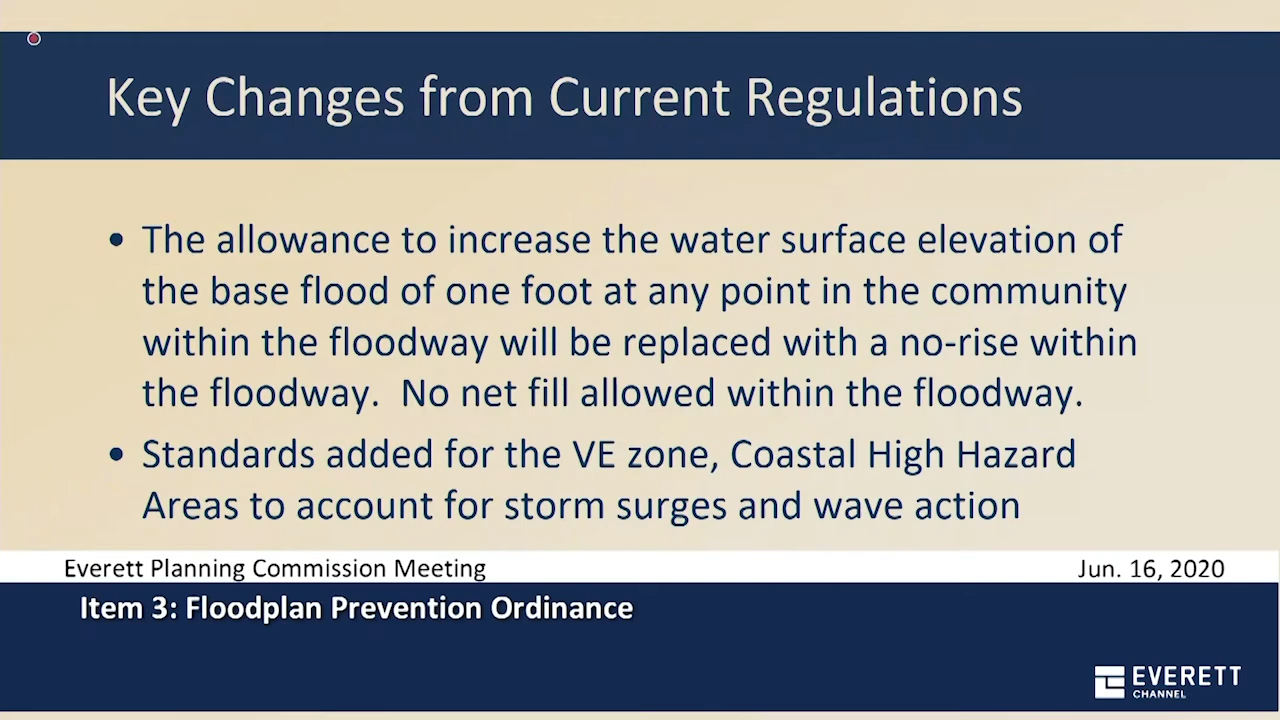 Key Changes from Current Regulations
• The allowance to increase the water surface elevation of
the base flood of one foot at any point in the community
within the floodway will be replaced with a no-rise within
the floodway.  No net fill allowed within the floodway.
• Standards added for the VE zone, Coastal High Hazard
Areas to account for storm surges and wave action
Everett Planning Commission Meeting
Jun. 16, 2020
Item 3: Floodplan Prevention Ordinance
EVERETT
CHANNEL